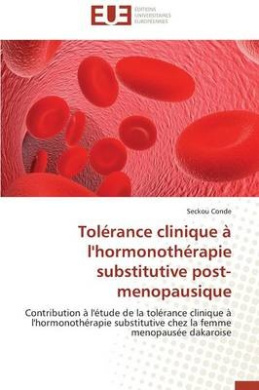 EUE
EDITIONS
UNIVERSITAIRES
EUROPEENNES
Seckou Conde
Tolérance clinique à
l'hormonothérapie
substitutive post-
menopausique
Contribution à l'étude de la tolérance clinique à
l'hormonothérapie substitutive chez la femme
menopausée dakaroise